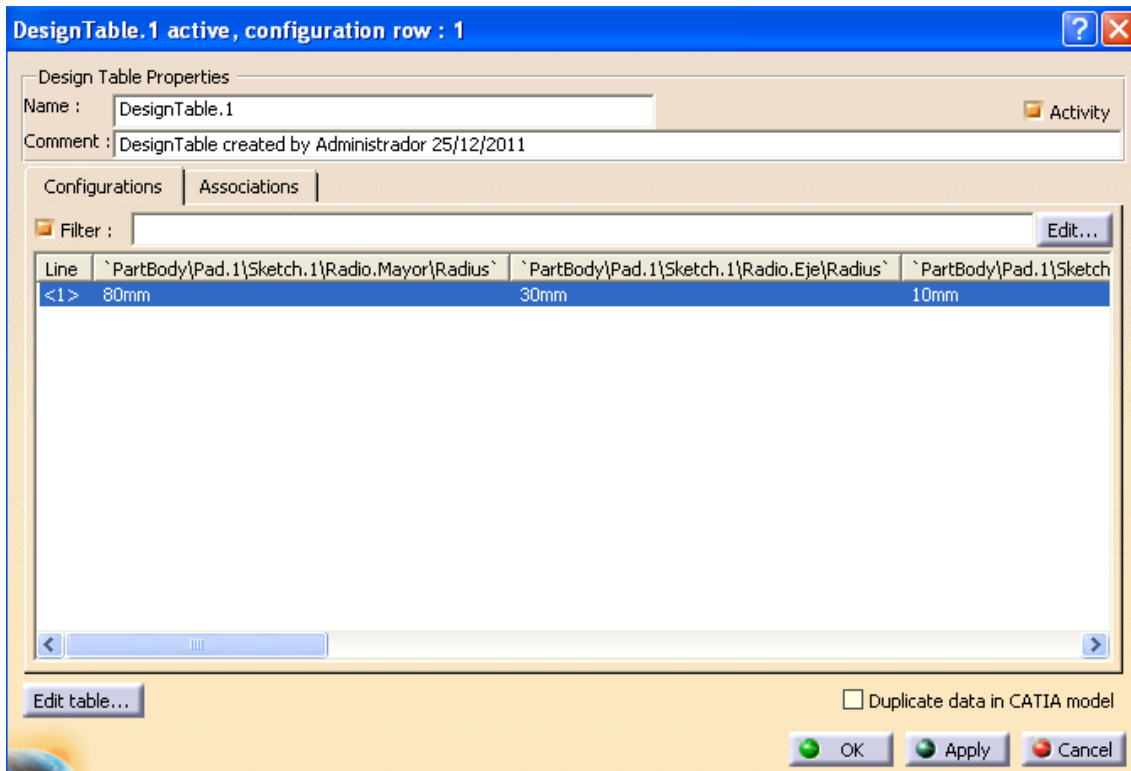 DesignTable.1 active, configuration row : 1
Design Table Properties
Name : DesignTable.1 Activity
Comment : DesignTable created by Administrador 25/12/2011
Configurations Associations
Filter : Edit...
Line `PartBody\Pad.1\Sketch.1\Radio.Mayor\Radius` `PartBody\Pad.1\Sketch.1\Radio.Eje\Radius` `PartBody\Pad.1\Sketch
<1> 80mm 30mm 10mm
Edit table... Duplicate data in CATIA model
OK Apply Cancel